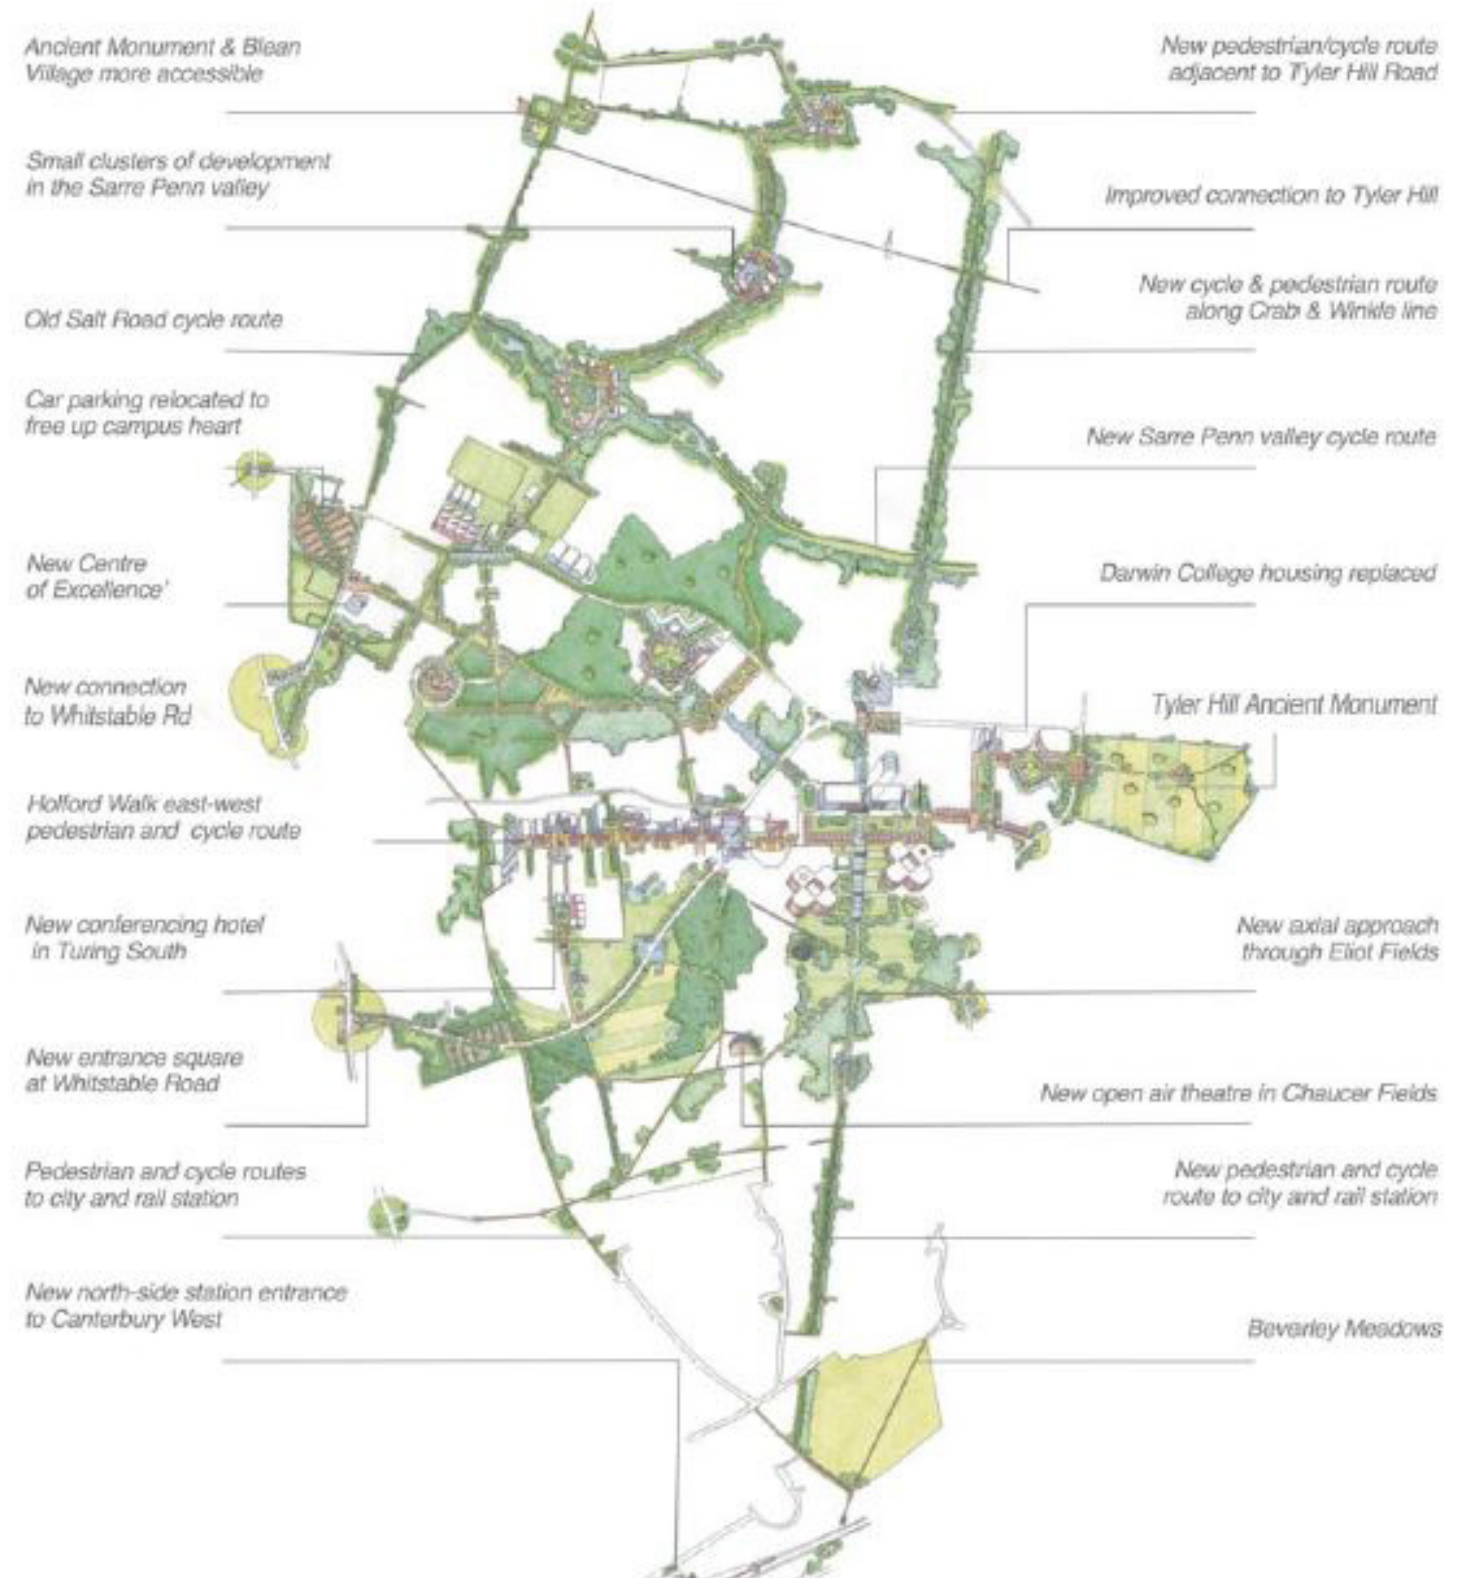 Ancient Monument & Blean
Village more accessible
Small clusters of development
in the Sarre Penn valley
Old Salt Road cycle route
Car parking relocated to
free up campus heart
New Centre
of Excellence'
New connection
to Whitstable Rd
Holford Walk east-west
pedestrian and cycle route
New conferencing hotel
in Turing South
New entrance square
at Whitstable Road
Pedestrian and cycle routes
to city and rail station
New north-side station entrance
to Canterbury West
New pedestrian/cycle route
adjacent to Tyler Hill Road
Improved connection to Tyler Hill
New cycle & pedestrian route
along Crab & Winkle line
New Sarre Penn valley cycle route
Darwin College housing replaced
Tyler Hill Ancient Monument
New axial approach
through Eliot Fields
New open air theatre in Chaucer Fields
New pedestrian and cycle
route to city and rail station
Beverley Meadows